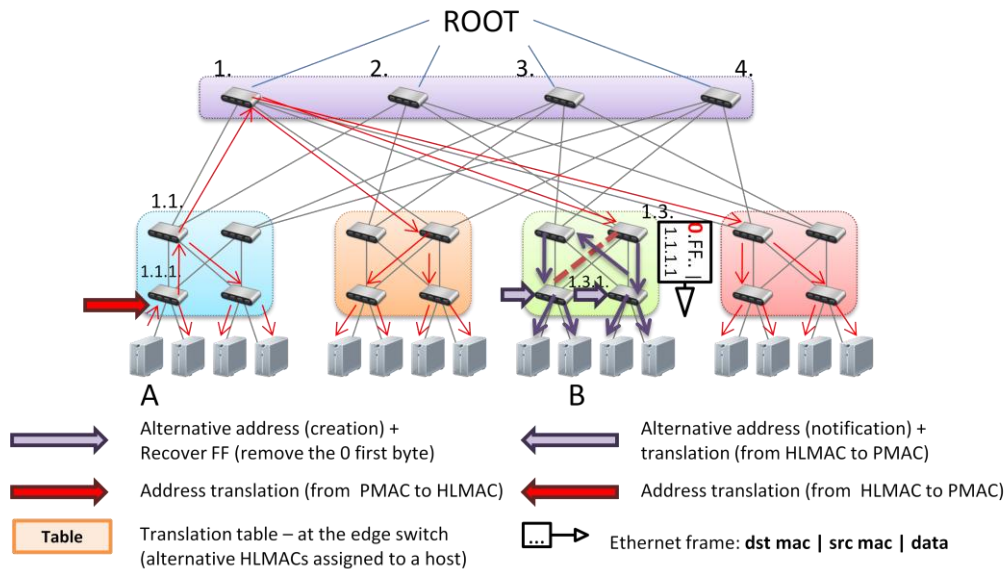 ROOT
1.
2.
3.
4.
1.1.
1.3.
0.FF.. |
1.1.1.1
1.1.1.
1.3.1.
A
B
Alternative address (creation) +
Recover FF (remove the 0 first byte)
Alternative address (notification) +
translation (from HLMAC to PMAC)
Address translation (from PMAC to HLMAC)
Address translation (from HLMAC to PMAC)
Table
Translation table – at the edge switch
(alternative HLMACs assigned to a host)
...
Ethernet frame: dst mac | src mac | data